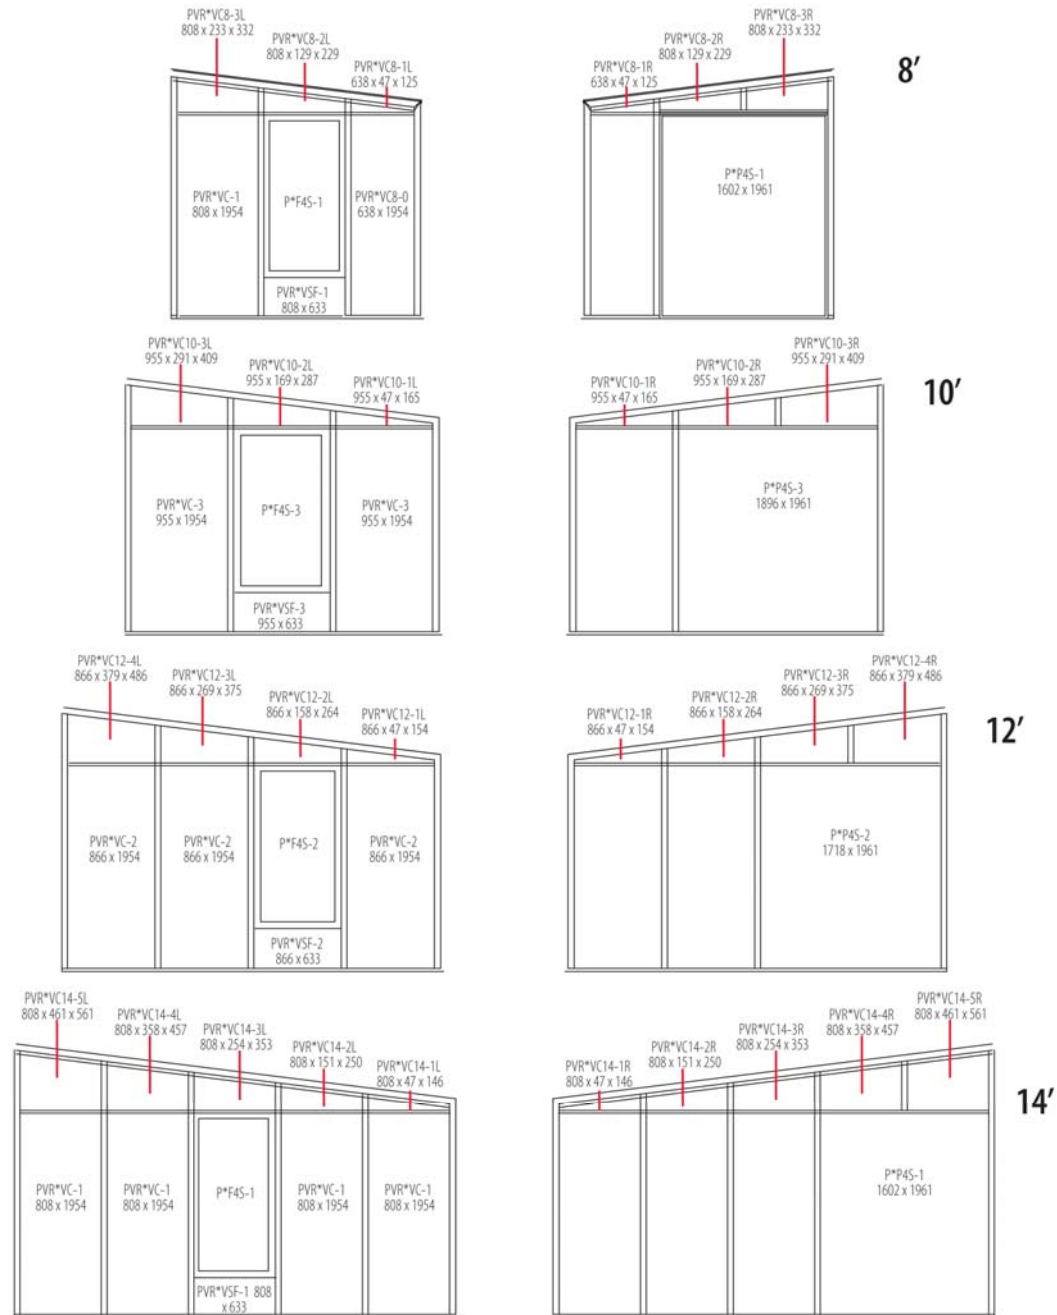 PVR*VC8-3L
808 x 233 x 332
PVR*VC8-2L
808 x 129 x 229
PVR*VC8-1L
638 x 47 x 125
PVR*VC-1
808 x 1954
P*F4S-1
PVR*VC8-0
638 x 1954
PVR*VSF-1
808 x 633
PVR*VC8-3R
808 x 233 x 332
PVR*VC8-2R
808 x 129 x 229
PVR*VC8-1R
638 x 47 x 125
P*P4S-1
1602 x 1961
8’
PVR*VC10-3L
955 x 291 x 409
PVR*VC10-2L
955 x 169 x 287
PVR*VC10-1L
955 x 47 x 165
PVR*VC-3
955 x 1954
P*F4S-3
PVR*VC-3
955 x 1954
PVR*VSF-3
955 x 633
PVR*VC10-3R
955 x 291 x 409
PVR*VC10-2R
955 x 169 x 287
PVR*VC10-1R
955 x 47 x 165
P*P4S-3
1896 x 1961
10’
PVR*VC12-4L
866 x 379 x 486
PVR*VC12-3L
866 x 269 x 375
PVR*VC12-2L
866 x 158 x 264
PVR*VC12-1L
866 x 47 x 154
PVR*VC-2
866 x 1954
PVR*VC-2
866 x 1954
P*F4S-2
PVR*VC-2
866 x 1954
PVR*VSF-2
866 x 633
PVR*VC12-4R
866 x 379 x 486
PVR*VC12-3R
866 x 269 x 375
PVR*VC12-2R
866 x 158 x 264
PVR*VC12-1R
866 x 47 x 154
P*P4S-2
1718 x 1961
12’
PVR*VC14-5L
808 x 461 x 561
PVR*VC14-4L
808 x 358 x 457
PVR*VC14-3L
808 x 254 x 353
PVR*VC14-2L
808 x 151 x 250
PVR*VC14-1L
808 x 47 x 146
PVR*VC-1
808 x 1954
PVR*VC-1
808 x 1954
P*F4S-1
PVR*VC-1
808 x 1954
PVR*VC-1
808 x 1954
PVR*VSF-1 808
x 633
PVR*VC14-5R
808 x 461 x 561
PVR*VC14-4R
808 x 358 x 457
PVR*VC14-3R
808 x 254 x 353
PVR*VC14-2R
808 x 151 x 250
PVR*VC14-1R
808 x 47 x 146
P*P4S-1
1602 x 1961
14’